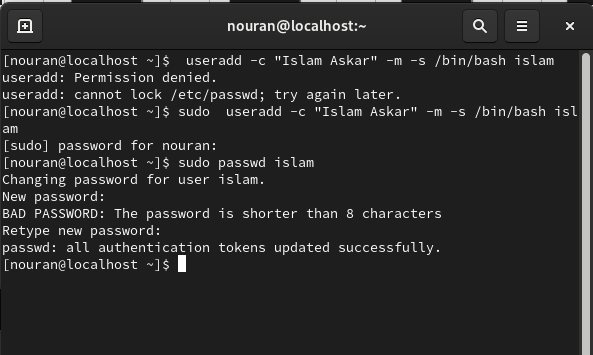 nouran@localhost:~
[nouran@localhost ~]$  useradd -c "Islam Askar" -m -s /bin/bash islam
useradd: Permission denied.
useradd: cannot lock /etc/passwd; try again later.
[nouran@localhost ~]$ sudo  useradd -c "Islam Askar" -m -s /bin/bash isl
am
[sudo] password for nouran:
[nouran@localhost ~]$ sudo passwd islam
Changing password for user islam.
New password:
BAD PASSWORD: The password is shorter than 8 characters
Retype new password:
passwd: all authentication tokens updated successfully.
[nouran@localhost ~]$